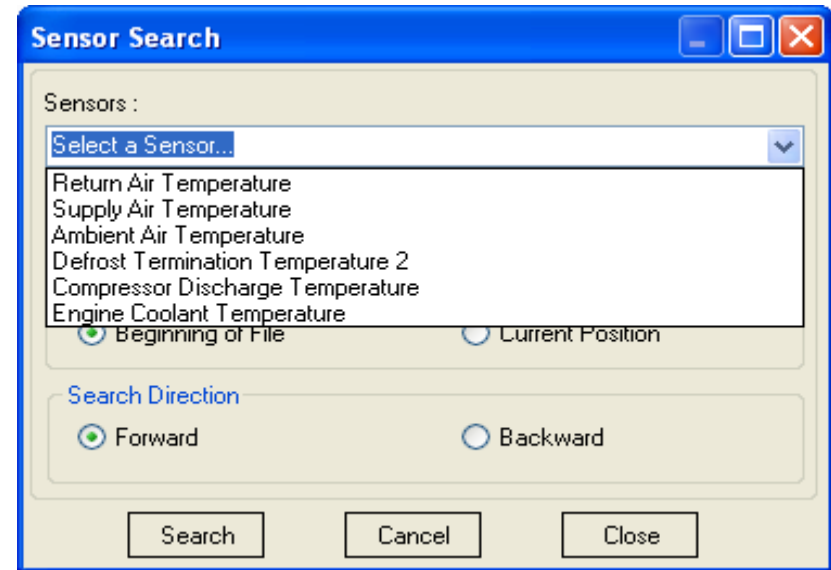 Sensor Search
Sensors :
Select a Sensor...
Return Air Temperature
Supply Air Temperature
Ambient Air Temperature
Defrost Termination Temperature 2
Compressor Discharge Temperature
Engine Coolant Temperature
Beginning of File Current Position
Search Direction
Forward Backward
Search Cancel Close